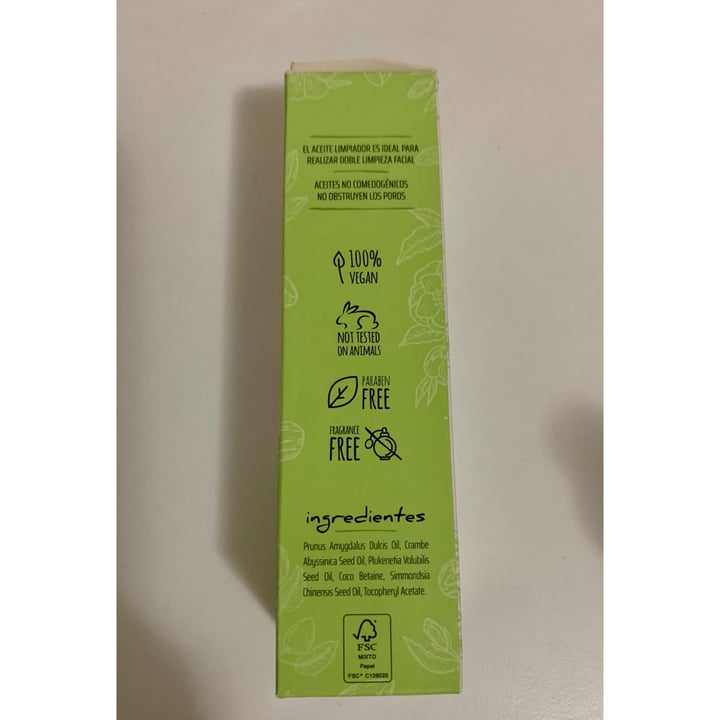 EL ACEITE LIMPIADOR ES IDEAL PARA
REALIZAR DOBLE LIMPIEZA FACIAL
ACEITES NO COMEDOGÉNICOS
NO OBSTRUYEN LOS POROS
100%
VEGAN
NOT TESTED
ON ANIMALS
PARABEN
FREE
FRAGRANCE
FREE
ingredientes
Prunus Amygdalus Dulcis Oil, Crambe
Abyssinica Seed Oil, Plukenetia Volubilis
Seed Oil, Coco Betaine, Simmondsia
Chinensis Seed Oil, Tocopheryl Acetate.
FSC
MIXTO
Papel
FSC® C139020